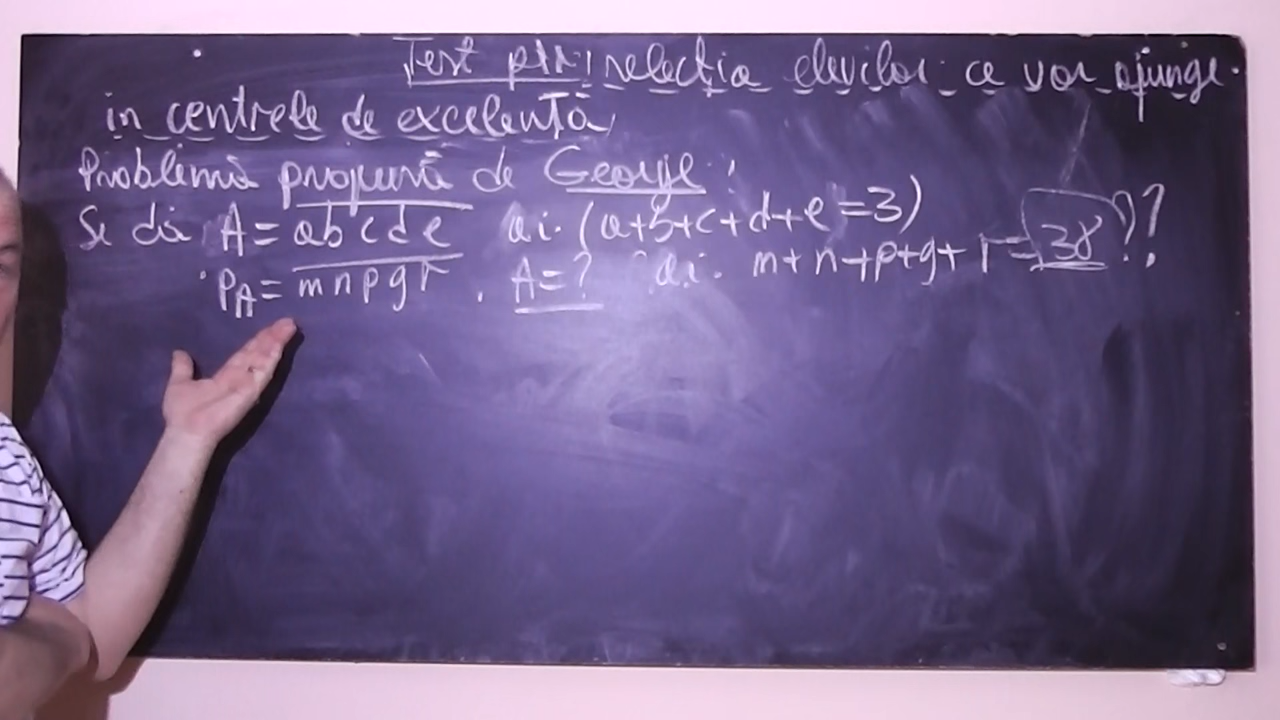 Test ptr: selecția elevilor ce vor ajunge
in centrele de excelență
Problemă propusă de George:
Se dă A = abcde a.i. (a+b+c+d+e=3)
P_A = mnpqr. A=? a.i. m+n+p+q+r=38 ??